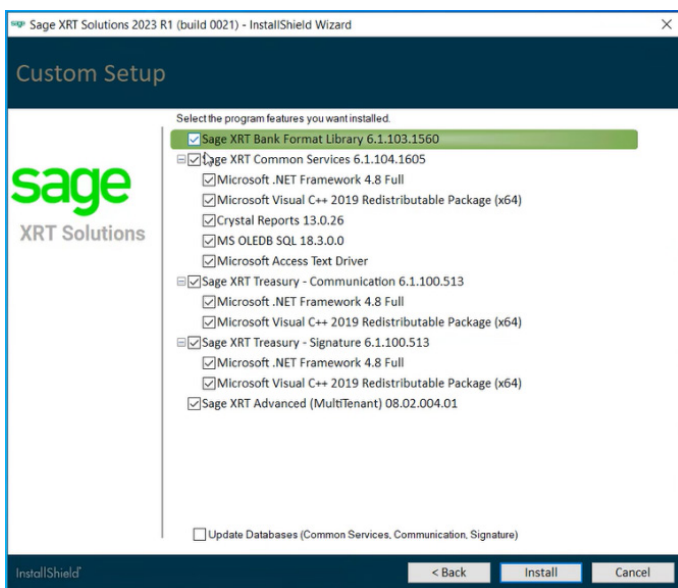 sage Sage XRT Solutions 2023 R1 (build 0021) - InstallShield Wizard
Custom Setup
Select the program features you want installed.
Sage XRT Bank Format Library 6.1.103.1560
Sage XRT Common Services 6.1.104.1605
Microsoft .NET Framework 4.8 Full
Microsoft Visual C++ 2019 Redistributable Package (x64)
Crystal Reports 13.0.26
MS OLEDB SQL 18.3.0.0
Microsoft Access Text Driver
Sage XRT Treasury - Communication 6.1.100.513
Microsoft .NET Framework 4.8 Full
Microsoft Visual C++ 2019 Redistributable Package (x64)
Sage XRT Treasury - Signature 6.1.100.513
Microsoft .NET Framework 4.8 Full
Microsoft Visual C++ 2019 Redistributable Package (x64)
Sage XRT Advanced (MultiTenant) 08.02.004.01
sage
XRT Solutions
Update Databases (Common Services, Communication, Signature)
InstallShield
< Back
Install
Cancel